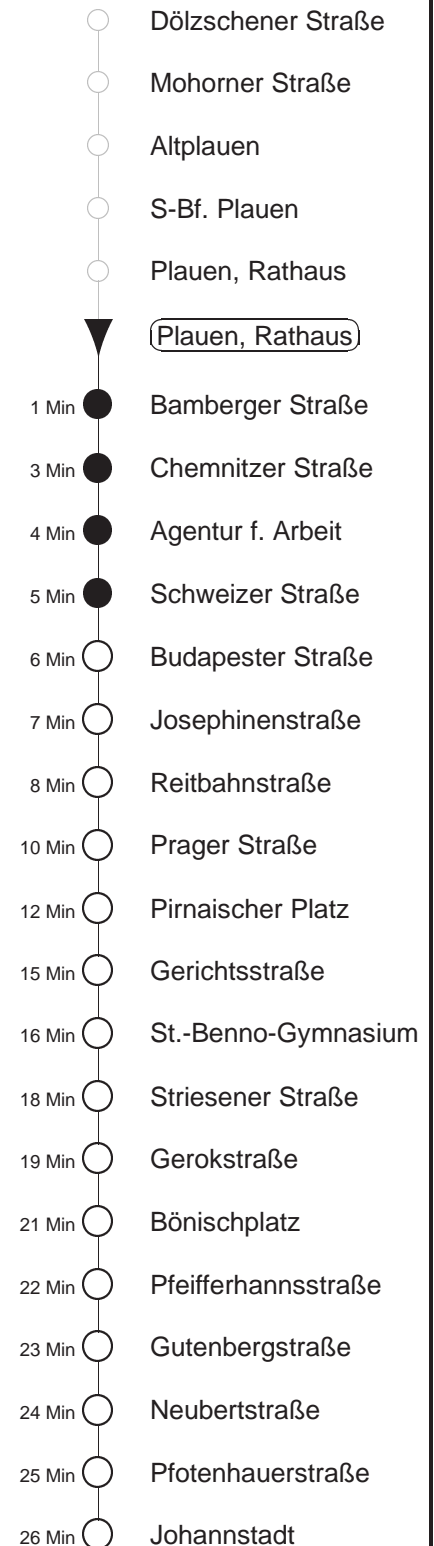 Dölzschener Straße
Mohorner Straße
Altplauen
S-Bf. Plauen
Plauen, Rathaus
Plauen, Rathaus
1 Min Bamberger Straße
3 Min Chemnitzer Straße
4 Min Agentur f. Arbeit
5 Min Schweizer Straße
6 Min Budapester Straße
7 Min Josephinenstraße
8 Min Reitbahnstraße
10 Min Prager Straße
12 Min Pirnaischer Platz
15 Min Gerichtsstraße
16 Min St.-Benno-Gymnasium
18 Min Striesener Straße
19 Min Gerokstraße
21 Min Bönischplatz
22 Min Pfeifferhannsstraße
23 Min Gutenbergstraße
24 Min Neubertstraße
25 Min Pfotenhauerstraße
26 Min Johannstadt